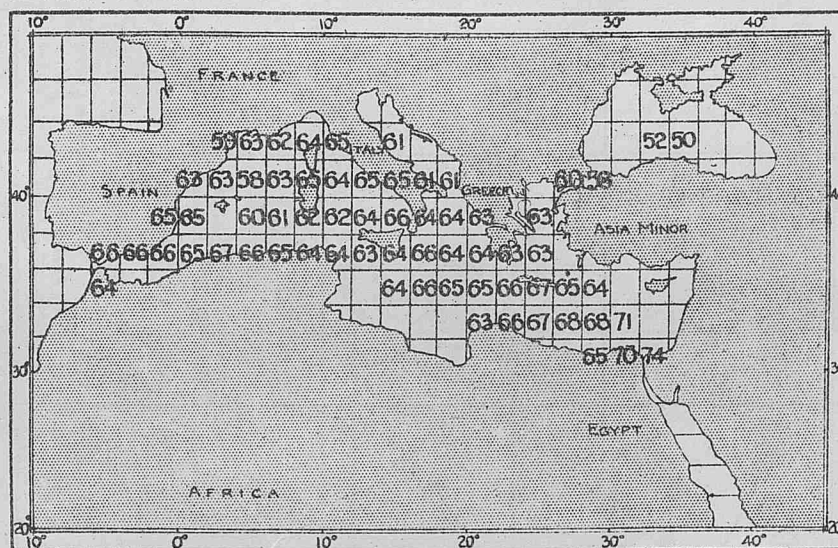 10° 0° 10° 20° 30° 40°
FRANCE
59 63 62 64 65 ITALY 61 52 50
63 63 58 63 65 64 65 65 61 61 60 58
40° SPAIN GREECE 40°
65 65 60 61 62 62 64 66 64 64 63 63 ASIA MINOR
66 66 66 65 67 66 65 64 64 63 64 66 64 64 63 63
64 64 66 65 65 66 67 65 64
63 66 67 68 68 71
65 70 74
30° 30°
EGYPT
AFRICA
20° 20°
10° 0° 10° 20° 30° 40°